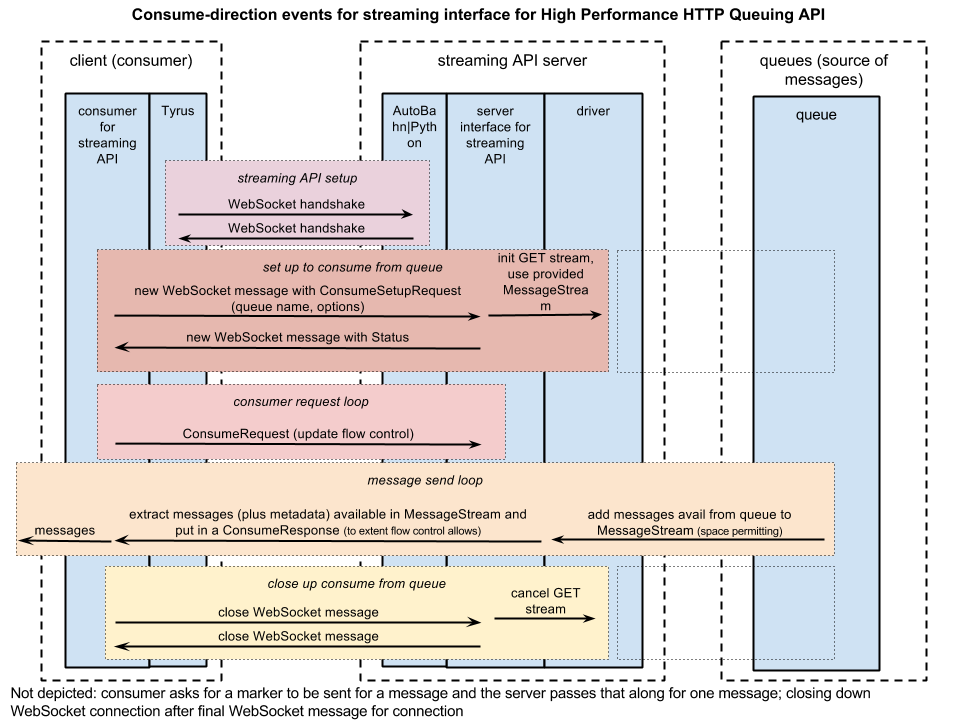 Consume-direction events for streaming interface for High Performance HTTP Queuing API
client (consumer)
streaming API server
queues (source of
messages)
consumer
for
streaming
API
Tyrus
AutoBa
hn|Pyth
on
server
interface for
streaming
API
driver
queue
streaming API setup
WebSocket handshake
WebSocket handshake
set up to consume from queue
new WebSocket message with ConsumeSetupRequest
(queue name, options)
init GET stream,
use provided
MessageStrea
m
new WebSocket message with Status
consumer request loop
ConsumeRequest (update flow control)
message send loop
messages
extract messages (plus metadata) available in MessageStream and
put in a ConsumeResponse (to extent flow control allows)
add messages avail from queue to
MessageStream (space permitting)
close up consume from queue
close WebSocket message
cancel GET
stream
close WebSocket message
Not depicted: consumer asks for a marker to be sent for a message and the server passes that along for one message; closing down
WebSocket connection after final WebSocket message for connection